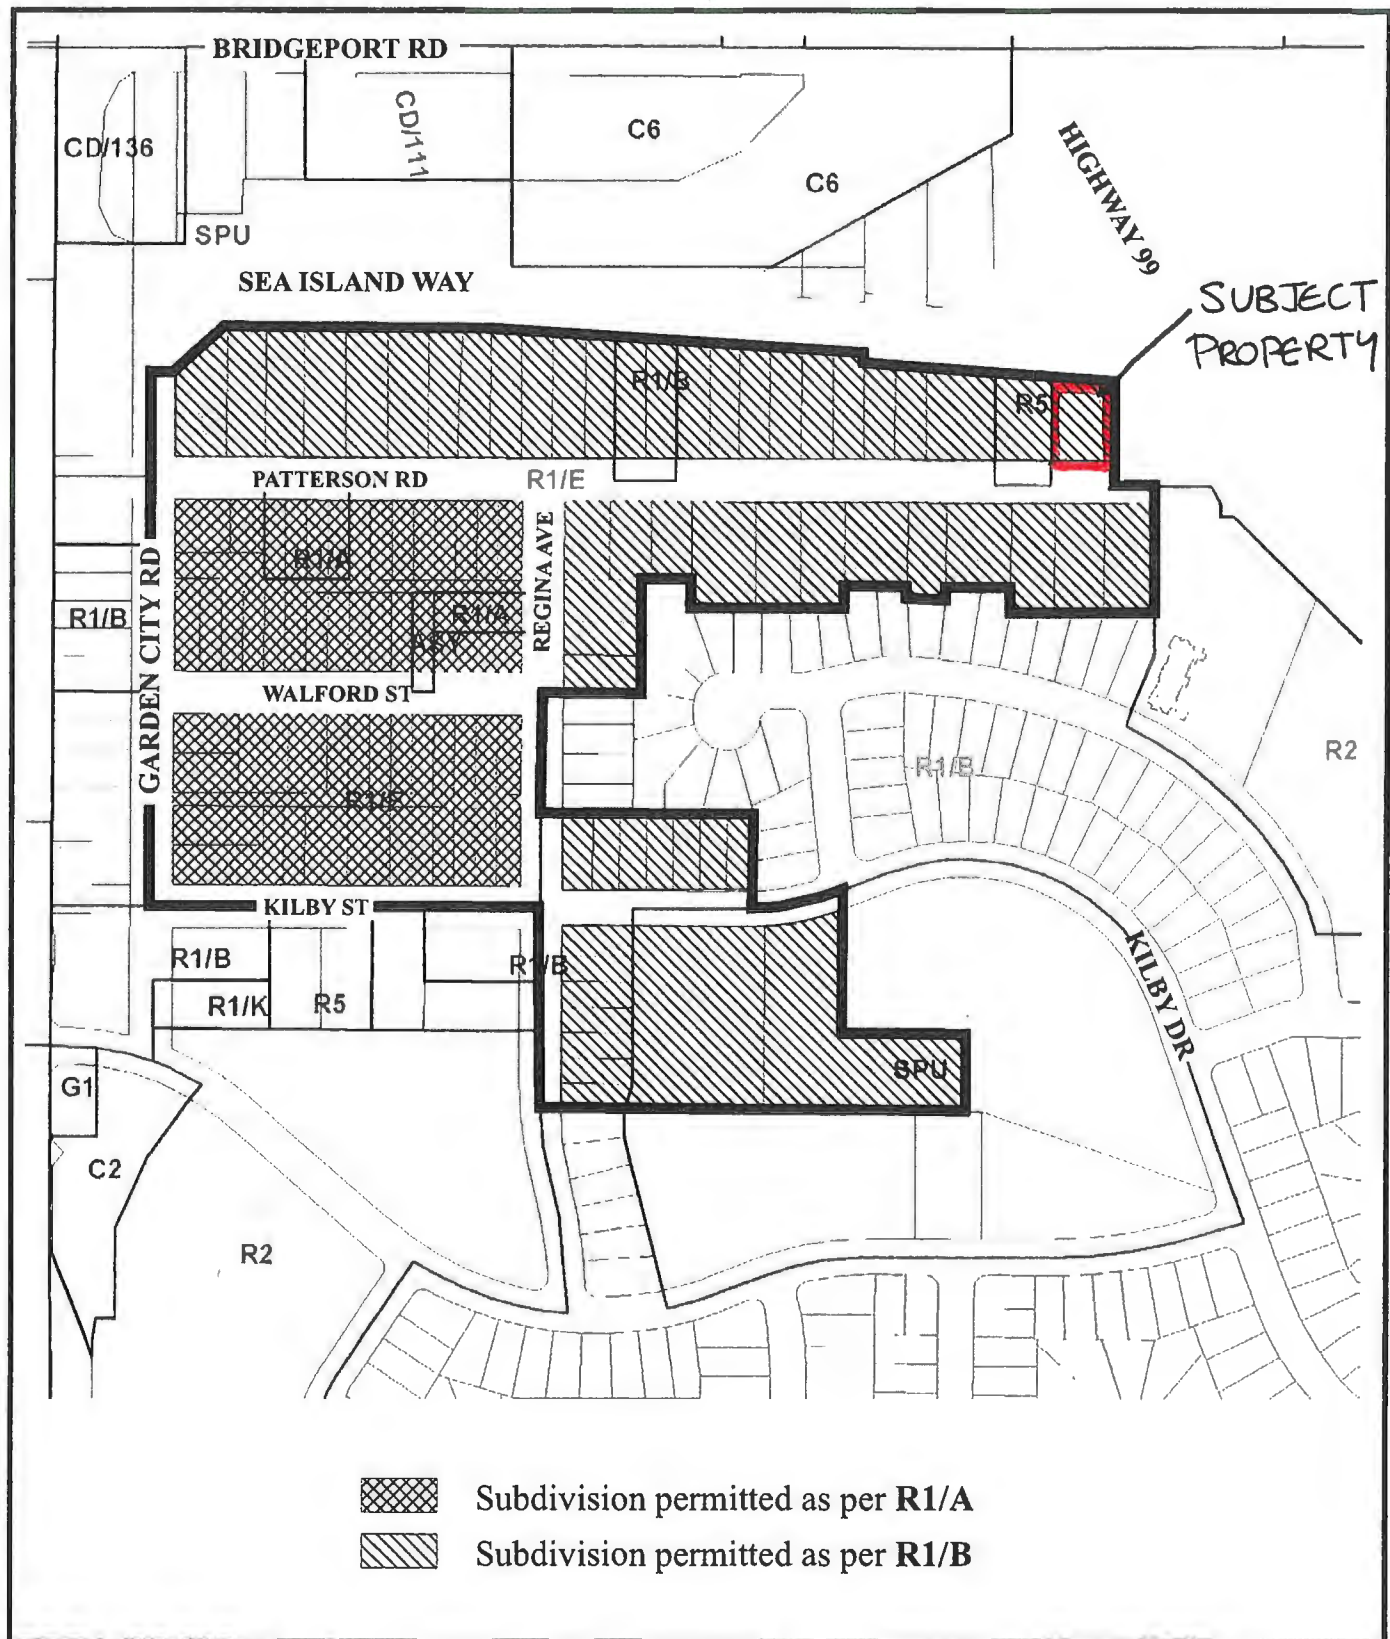 BRIDGEPORT RD
CD/136
CD/111
C6
C6
HIGHWAY 99
SPU
SEA ISLAND WAY
SUBJECT
PROPERTY
R1/B
R5
PATTERSON RD
R1/E
R1/A
R1/A
REGINA AVE
GARDEN CITY RD
R1/B
WALFORD ST
R2
R1/B
KILBY ST
R1/B
R1/B
R1/K
R5
KILBY DR
SPU
G1
C2
R2
Subdivision permitted as per R1/A
Subdivision permitted as per R1/B